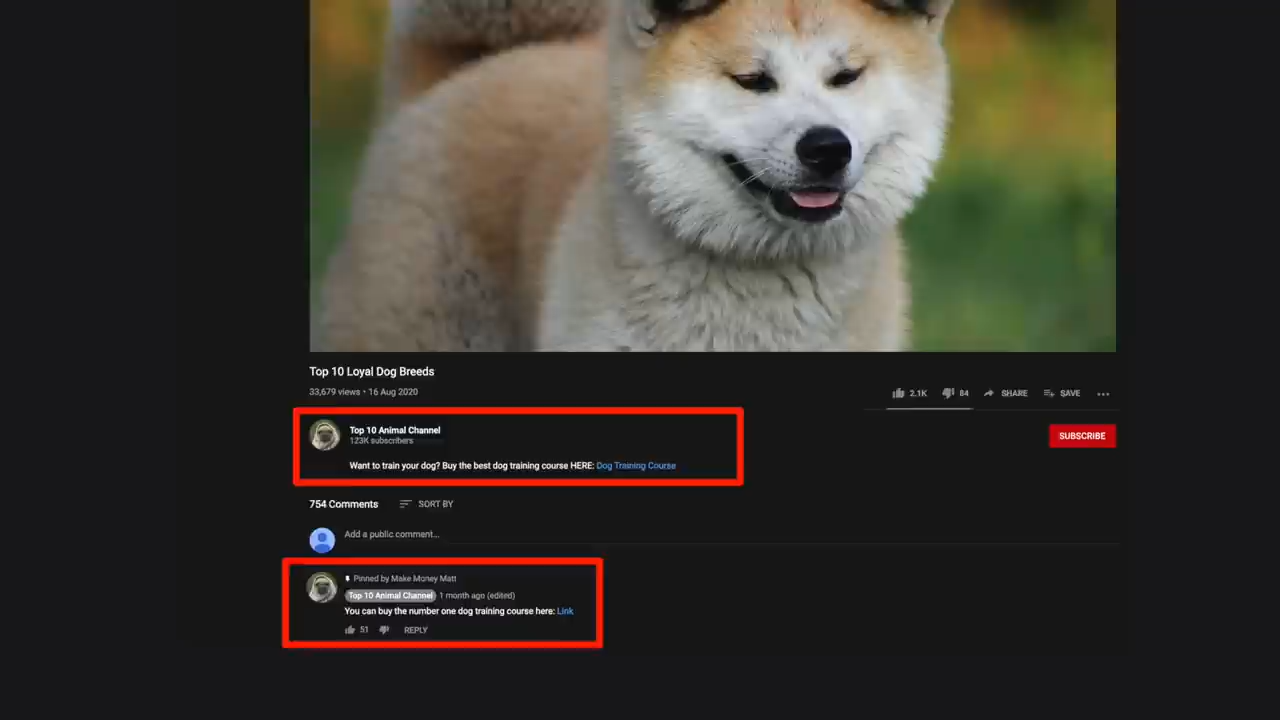 Top 10 Loyal Dog Breeds
33,679 views • 16 Aug 2020
2.1K 84 SHARE SAVE
Top 10 Animal Channel
123K subscribers
SUBSCRIBE
Want to train your dog? Buy the best dog training course HERE: Dog Training Course
754 Comments SORT BY
Add a public comment...
Pinned by Make Money Matt
Top 10 Animal Channel 1 month ago (edited)
You can buy the number one dog training course here: Link
51 REPLY